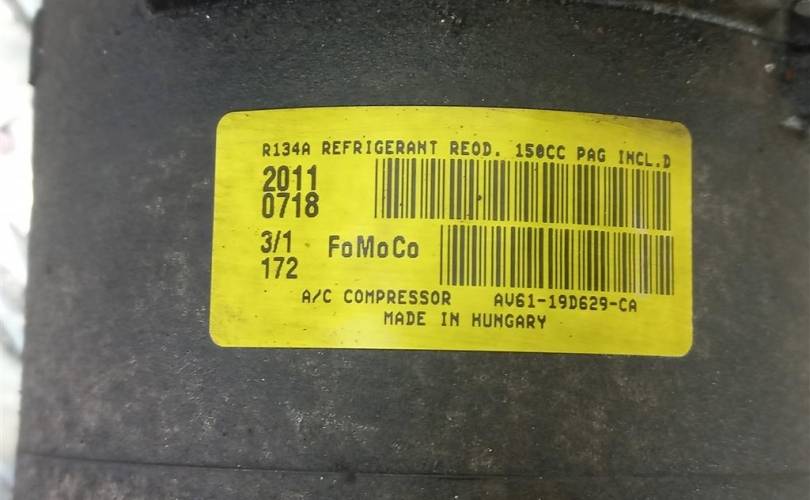 R134A REFRIGERANT REQD. 150CC PAG INCL.D
2011
0718
3/1 FoMoCo
172
A/C COMPRESSOR AV61-19D629-CA
MADE IN HUNGARY